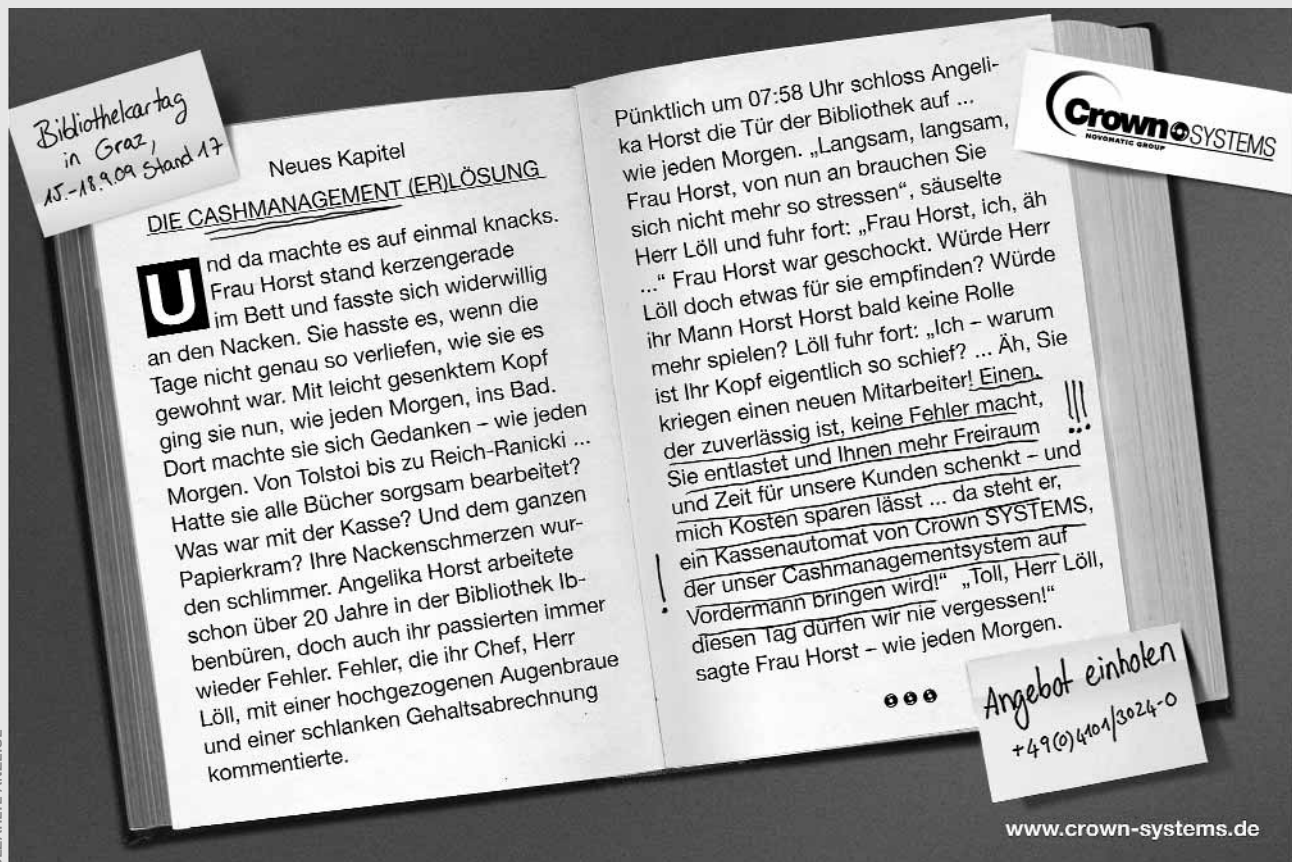 Bibliothekartag
in Graz,
15.-18.9.09 Stand 17
Neues Kapitel
DIE CASHMANAGEMENT (ER)LÖSUNG
Und da machte es auf einmal knacks.
Frau Horst stand kerzengerade
im Bett und fasste sich widerwillig
an den Nacken. Sie hasste es, wenn die
Tage nicht genau so verliefen, wie sie es
gewohnt war. Mit leicht gesenktem Kopf
ging sie nun, wie jeden Morgen, ins Bad.
Dort machte sie sich Gedanken – wie jeden
Morgen. Von Tolstoi bis zu Reich-Ranicki ...
Hatte sie alle Bücher sorgsam bearbeitet?
Was war mit der Kasse? Und dem ganzen
Papierkram? Ihre Nackenschmerzen wur-
den schlimmer. Angelika Horst arbeitete
schon über 20 Jahre in der Bibliothek Ib-
benbüren, doch auch ihr passierten immer
wieder Fehler. Fehler, die ihr Chef, Herr
Löll, mit einer hochgezogenen Augenbraue
und einer schlanken Gehaltsabrechnung
kommentierte.
Pünktlich um 07:58 Uhr schloss Angeli-
ka Horst die Tür der Bibliothek auf ...
wie jeden Morgen. „Langsam, langsam,
Frau Horst, von nun an brauchen Sie
sich nicht mehr so stressen“, säuselte
Herr Löll und fuhr fort: „Frau Horst, ich, äh
...“ Frau Horst war geschockt. Würde Herr
Löll doch etwas für sie empfinden? Würde
ihr Mann Horst Horst bald keine Rolle
mehr spielen? Löll fuhr fort: „Ich – warum
ist Ihr Kopf eigentlich so schief? ... Äh, Sie
kriegen einen neuen Mitarbeiter! Einen,
der zuverlässig ist, keine Fehler macht,
Sie entlastet und Ihnen mehr Freiraum
und Zeit für unsere Kunden schenkt – und
mich Kosten sparen lässt ... da steht er,
ein Kassenautomat von Crown SYSTEMS,
der unser Cashmanagementsystem auf
Vordermann bringen wird!“ „Toll, Herr Löll,
diesen Tag dürfen wir nie vergessen!“
sagte Frau Horst – wie jeden Morgen.
!!!
!
Crown SYSTEMS
NOVOMATIC GROUP
Angebot einholen
+49(0)4101/3024-0
www.crown-systems.de